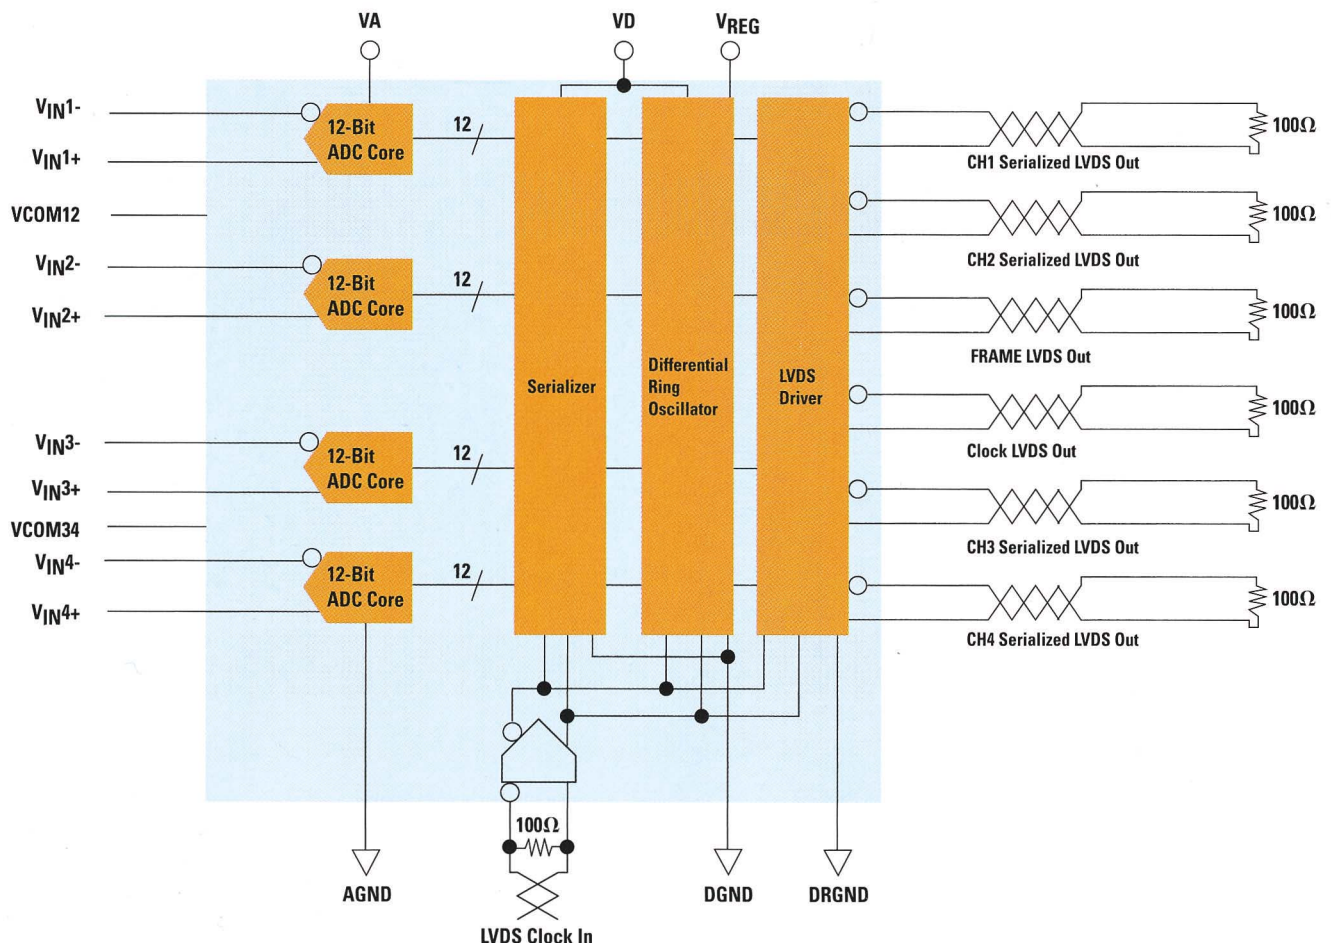 VA
VD
VREG
VIN1-
12-Bit
ADC Core
12
VIN1+
100Ω
CH1 Serialized LVDS Out
VCOM12
100Ω
CH2 Serialized LVDS Out
VIN2-
12-Bit
ADC Core
12
VIN2+
100Ω
FRAME LVDS Out
Serializer
Differential
Ring
Oscillator
LVDS
Driver
100Ω
Clock LVDS Out
VIN3-
12-Bit
ADC Core
12
VIN3+
100Ω
CH3 Serialized LVDS Out
VCOM34
VIN4-
12-Bit
ADC Core
12
VIN4+
100Ω
CH4 Serialized LVDS Out
100Ω
AGND
DGND
DRGND
LVDS Clock In